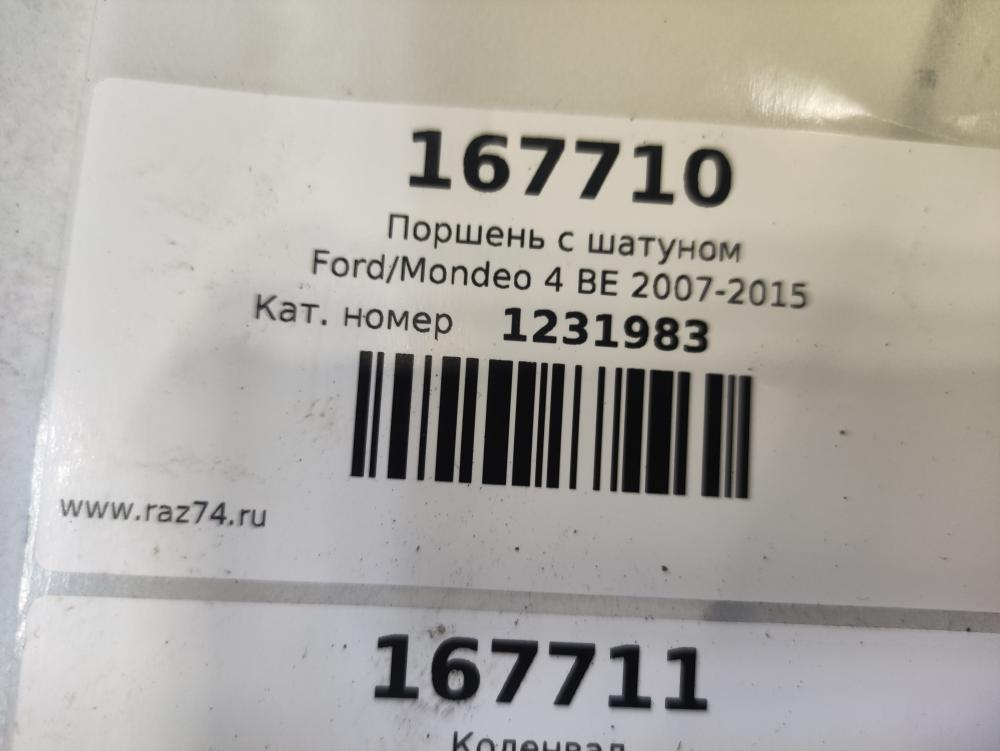 167710
Поршень с шатуном
Ford/Mondeo 4 BE 2007-2015
Кат. номер 1231983
www.raz74.ru
167711
Коленвал